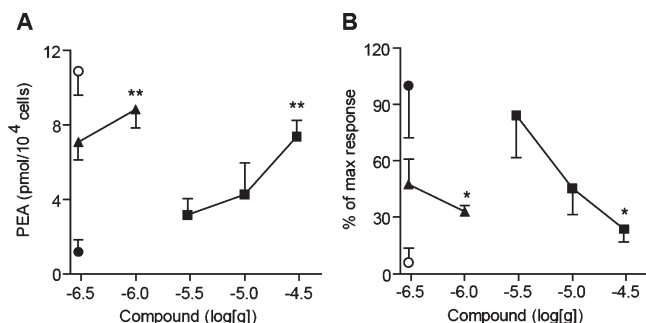 A
B
PEA (pmol/10⁻⁴ cells)
12
8
4
0
**
**
-6.5 -6.0 -5.5 -5.0 -4.5
Compound (log[g])
% of max response
120
90
60
30
0
*
*
-6.5 -6.0 -5.5 -5.0 -4.5
Compound (log[g])